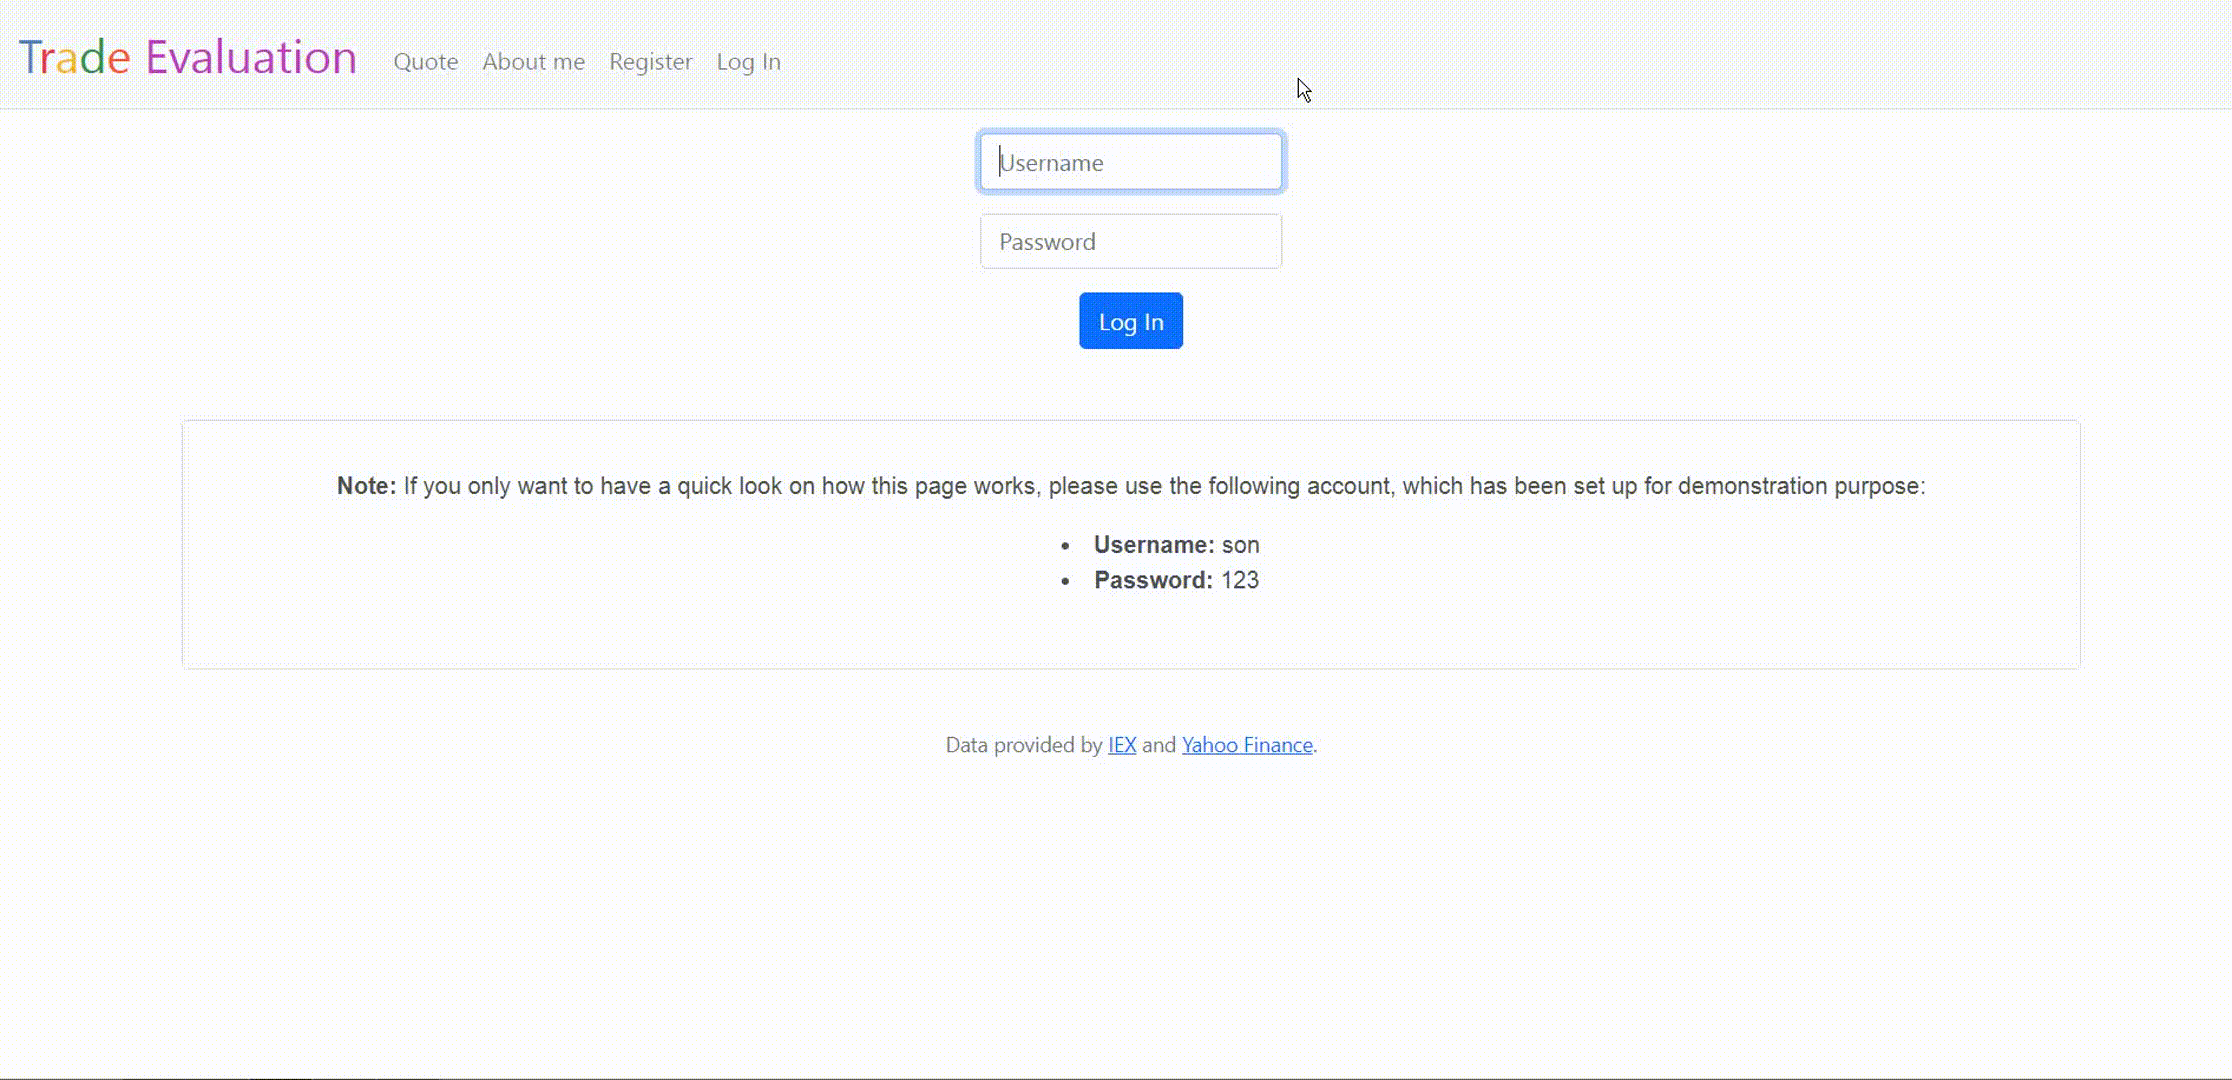 Trade Evaluation Quote About me Register Log In
Username
Password
Log In
Note: If you only want to have a quick look on how this page works, please use the following account, which has been set up for demonstration purpose:
• Username: son
• Password: 123
Data provided by IEX and Yahoo Finance.